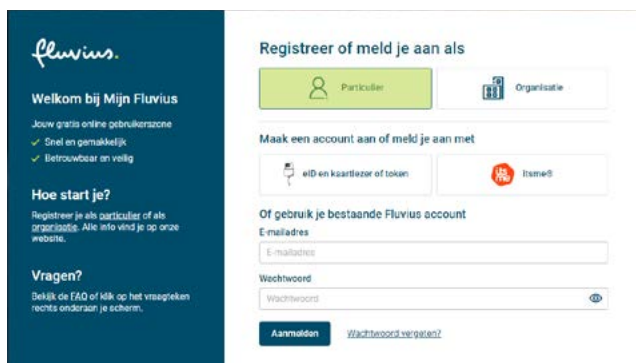 fluvius.
Welkom bij Mijn Fluvius
Jouw gratis online gebruikerszone
Snel en gemakkelijk
Betrouwbaar en veilig
Hoe start je?
Registreer je als particulier of als
organisatie. Alle info vind je op onze
website.
Vragen?
Bekijk de FAQ of klik op het vraagteken
rechts onderaan je scherm.
Registreer of meld je aan als
Particulier
Organisatie
Maak een account aan of meld je aan met
eID en kaartlezer of token
its
me
Itsme®
Of gebruik je bestaande Fluvius account
E-mailadres
E-mailadres
Wachtwoord
Wachtwoord
Aanmelden
Wachtwoord vergeten?